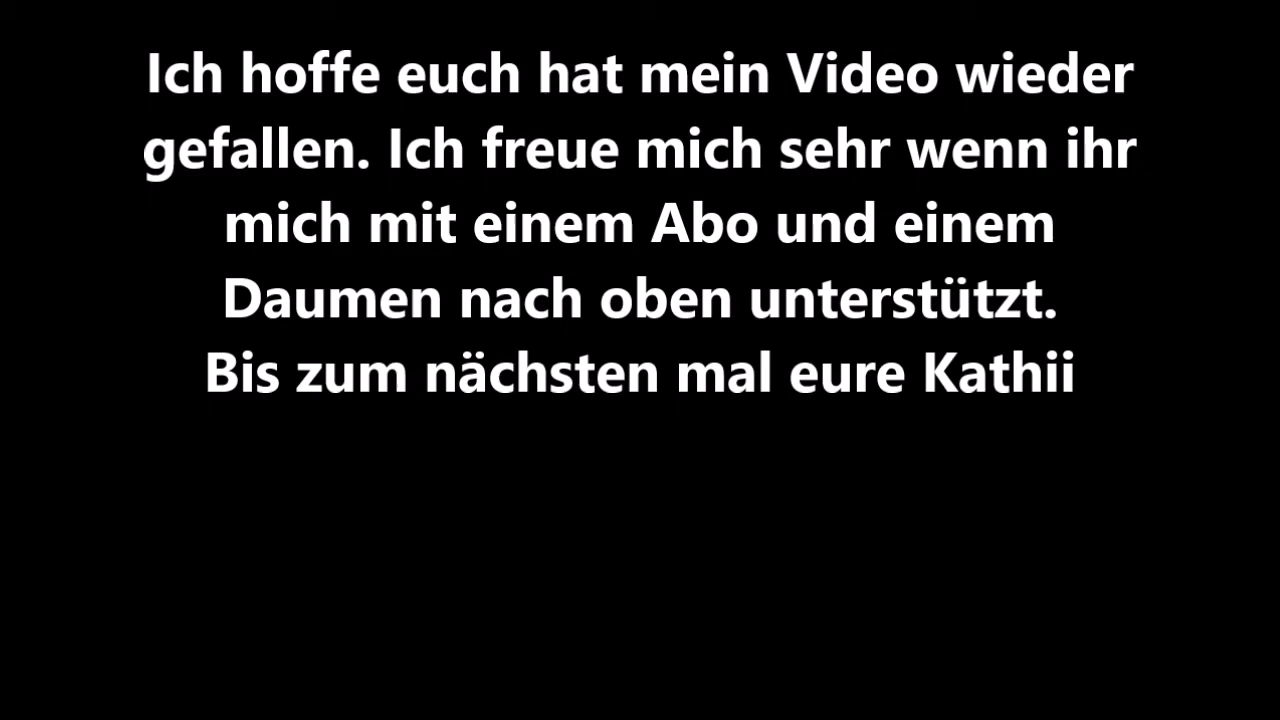 Ich hoffe euch hat mein Video wieder
gefallen. Ich freue mich sehr wenn ihr
mich mit einem Abo und einem
Daumen nach oben unterstützt.
Bis zum nächsten mal eure Kathii